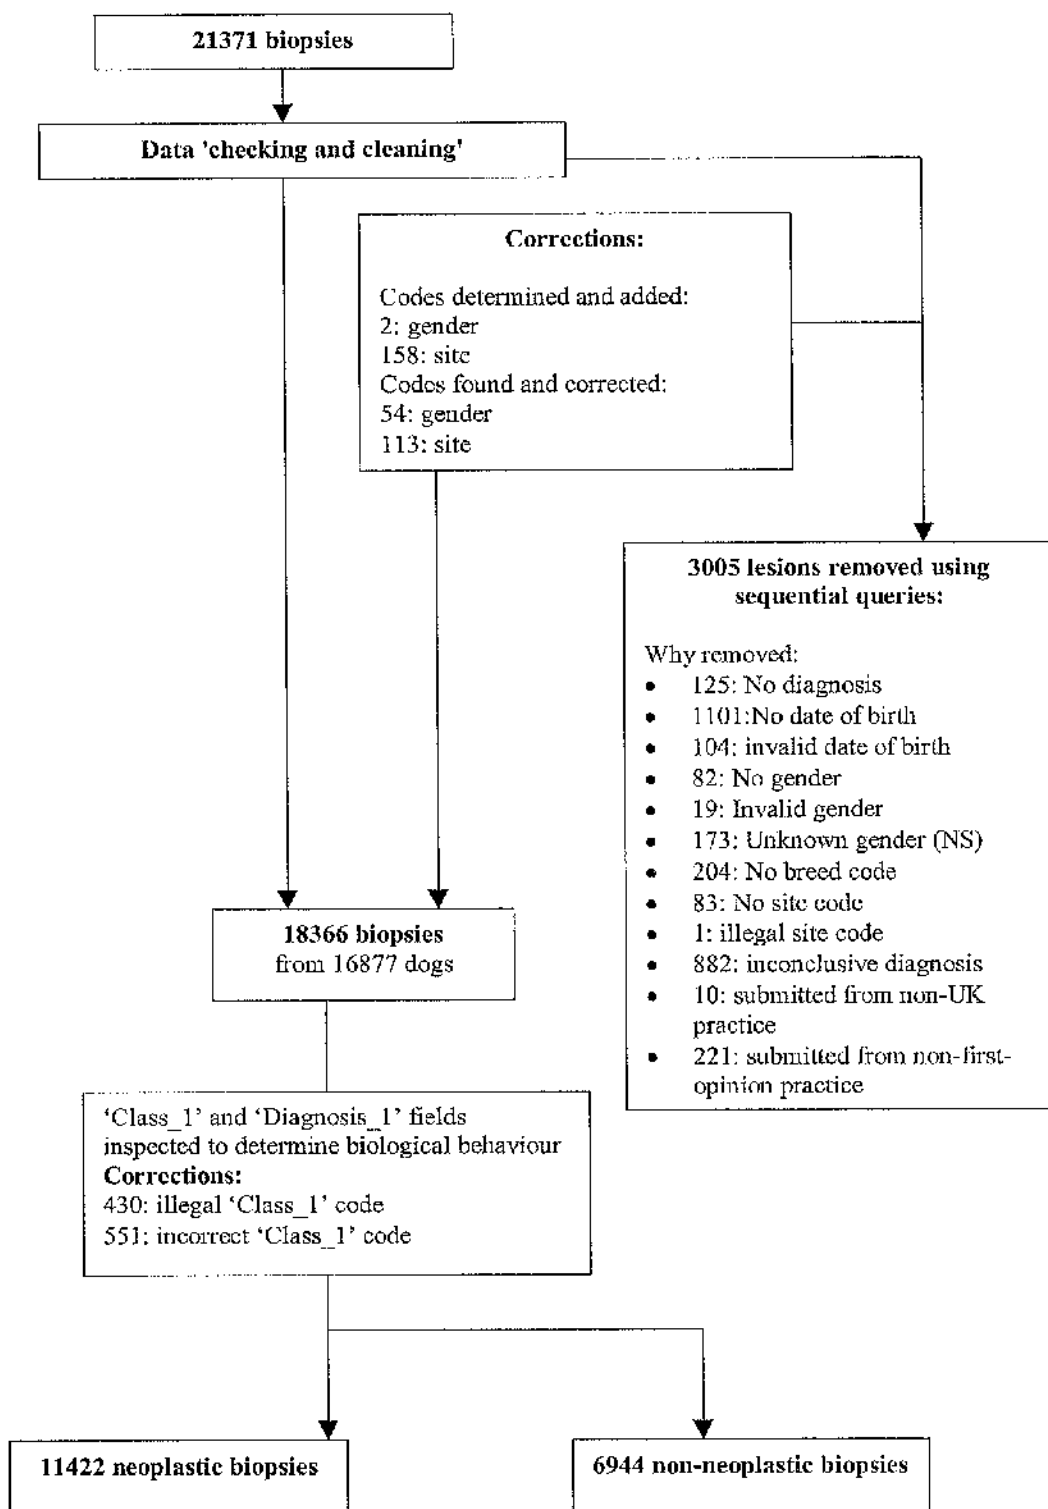 21371 biopsies
Data 'checking and cleaning'
Corrections:
Codes determined and added:
2: gender
158: site
Codes found and corrected:
54: gender
113: site
3005 lesions removed using
sequential queries:
Why removed:
• 125: No diagnosis
• 1101:No date of birth
• 104: invalid date of birth
• 82: No gender
• 19: Invalid gender
• 173: Unknown gender (NS)
• 204: No breed code
• 83: No site code
• 1: illegal site code
• 882: inconclusive diagnosis
• 10: submitted from non-UK
practice
• 221: submitted from non-first-
opinion practice
18366 biopsies
from 16877 dogs
‘Class_1’ and ‘Diagnosis_1’ fields
inspected to determine biological behaviour
Corrections:
430: illegal ‘Class_1’ code
551: incorrect ‘Class_1’ code
11422 neoplastic biopsies
6944 non-neoplastic biopsies